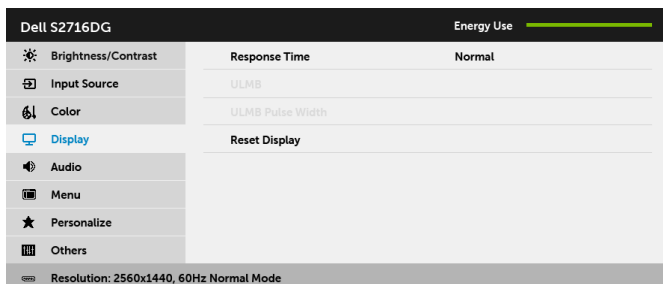 Dell S2716DG Energy Use
Brightness/Contrast Response Time Normal
Input Source ULMB
Color ULMB Pulse Width
Display Reset Display
Audio
Menu
Personalize
Others
Resolution: 2560x1440, 60Hz Normal Mode